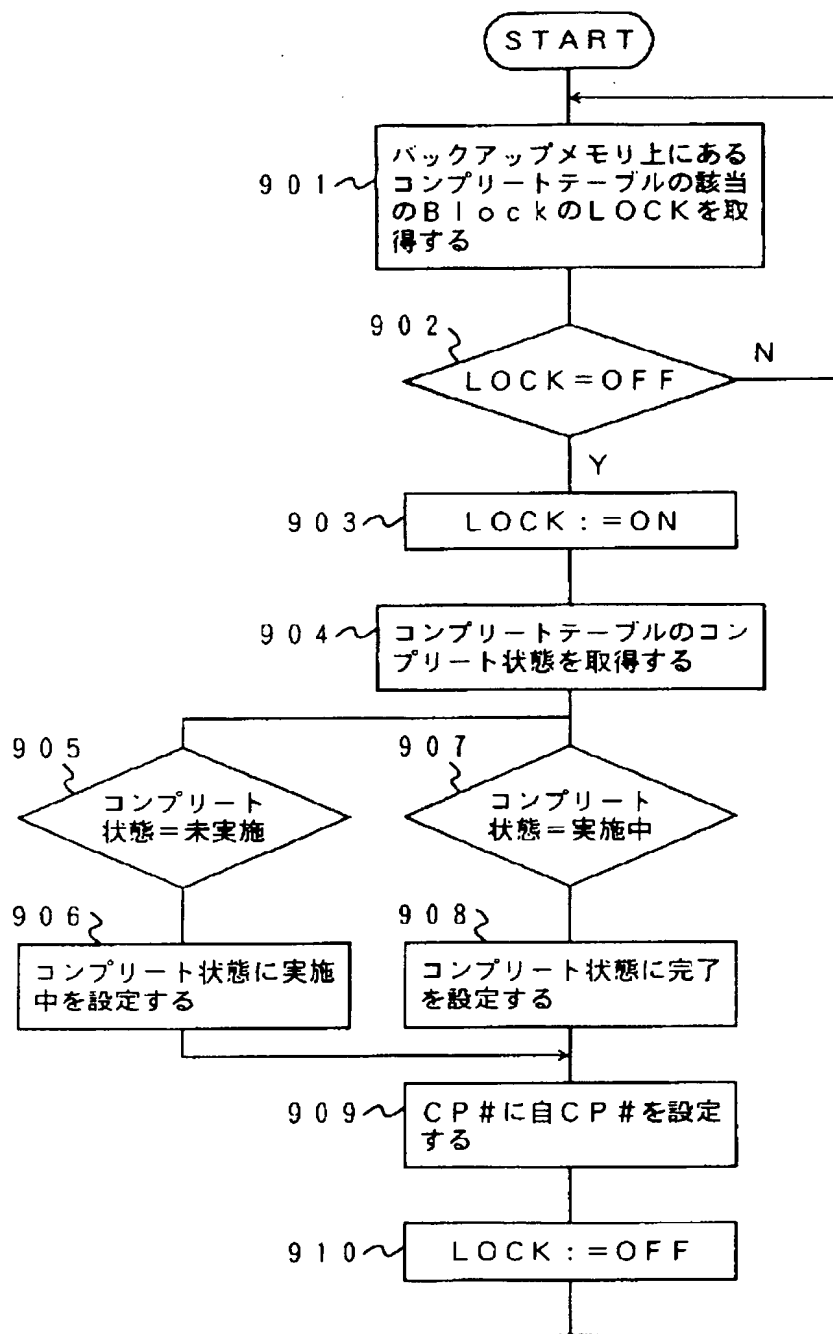 START
901
バックアップメモリ上にある
コンプリートテーブルの該当
のBlockのLOCKを取
得する
902
LOCK=OFF
N
Y
903
LOCK:=ON
904
コンプリートテーブルのコン
プリート状態を取得する
905
コンプリート
状態=未実施
907
コンプリート
状態=実施中
906
コンプリート状態に実施
中を設定する
908
コンプリート状態に完了
を設定する
909
CP#に自CP#を設定
する
910
LOCK:=OFF